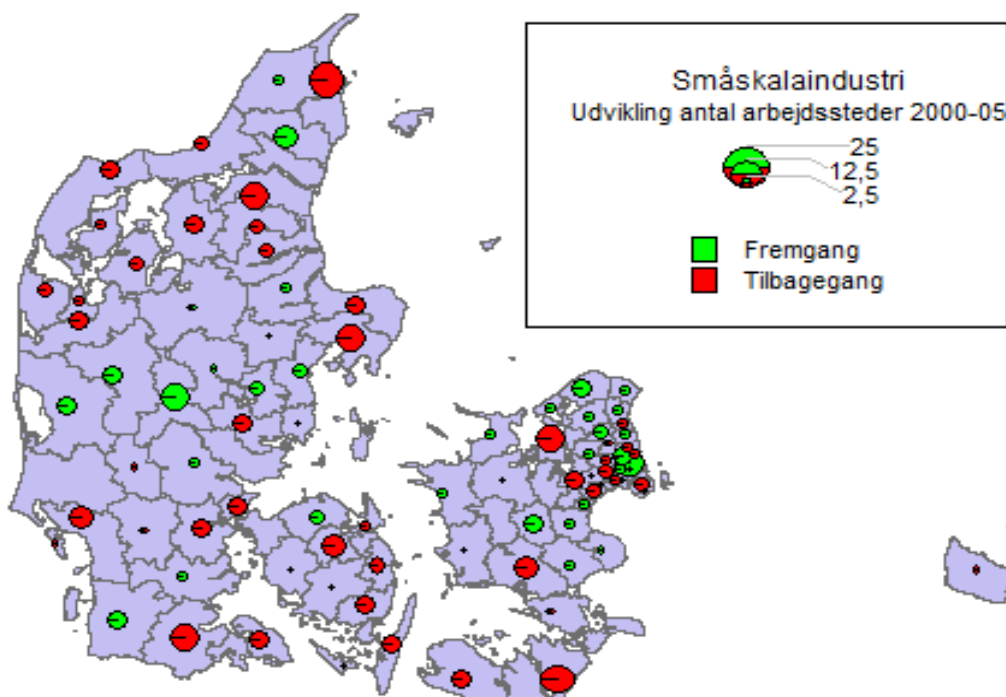 Småskalaindustri
Udvikling antal arbejdssteder 2000-05
25
12,5
2,5
Fremgang
Tilbagegang